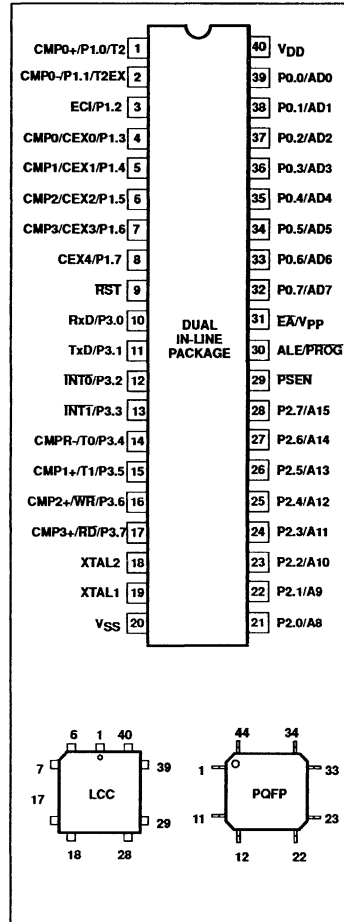 CMP0+/P1.0/T2 1 40 VDD
CMP0-/P1.1/T2EX 2 39 P0.0/AD0
ECI/P1.2 3 38 P0.1/AD1
CMP0/CEX0/P1.3 4 37 P0.2/AD2
CMP1/CEX1/P1.4 5 36 P0.3/AD3
CMP2/CEX2/P1.5 6 35 P0.4/AD4
CMP3/CEX3/P1.6 7 34 P0.5/AD5
CEX4/P1.7 8 33 P0.6/AD6
RST 9 32 P0.7/AD7
RxD/P3.0 10 31 EA/VPP
TxD/P3.1 11 30 ALE/PROG
INT0/P3.2 12 29 PSEN
INT1/P3.3 13 28 P2.7/A15
CMPR-/T0/P3.4 14 27 P2.6/A14
CMP1+/T1/P3.5 15 26 P2.5/A13
CMP2+/WR/P3.6 16 25 P2.4/A12
CMP3+/RD/P3.7 17 24 P2.3/A11
XTAL2 18 23 P2.2/A10
XTAL1 19 22 P2.1/A9
VSS 20 21 P2.0/A8
DUAL
IN-LINE
PACKAGE
6 1 40
7 39
17 LCC
29
18 28
44 34
1 33
PQFP
11 23
12 22